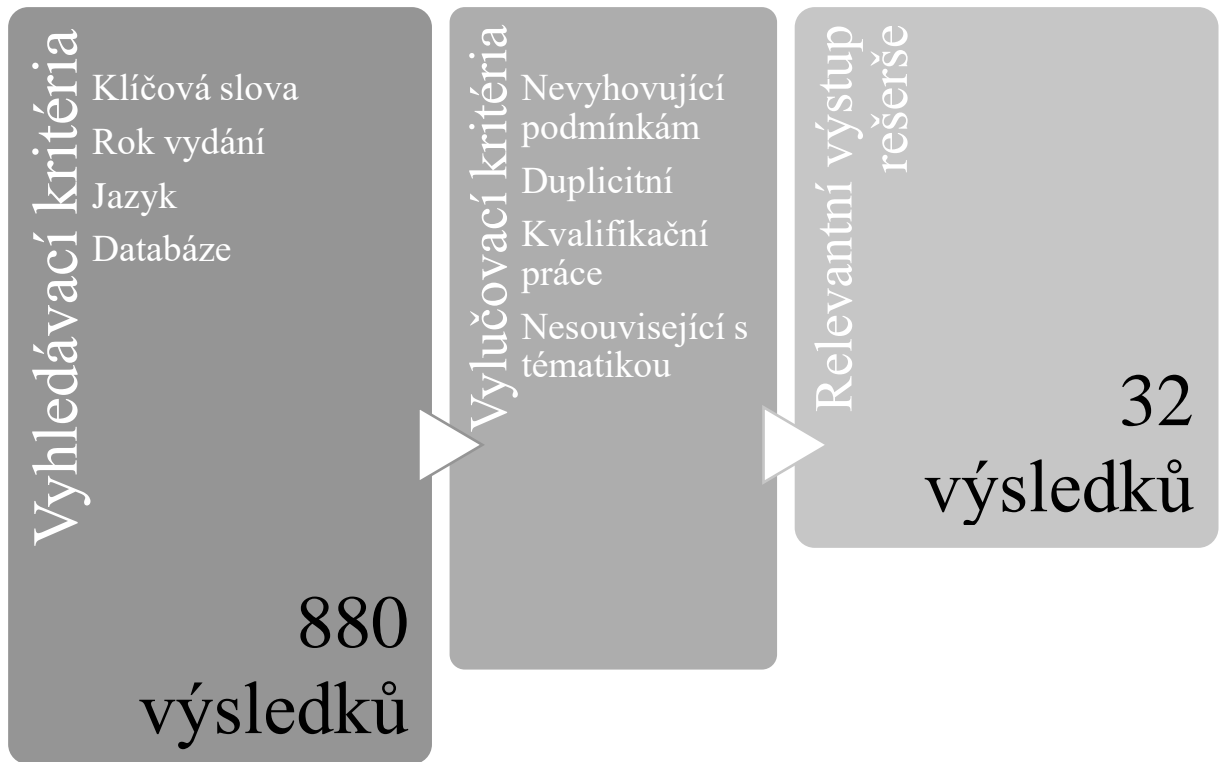 Vyhledávací kritéria
Klíčová slova
Rok vydání
Jazyk
Databáze
880
výsledků
Vylučovací kritéria
Nevyhovující
podmínkám
Duplicitní
Kvalifikační
práce
Nesouvisející s
tématikou
Relevantní výstup
rešerše
32
výsledků